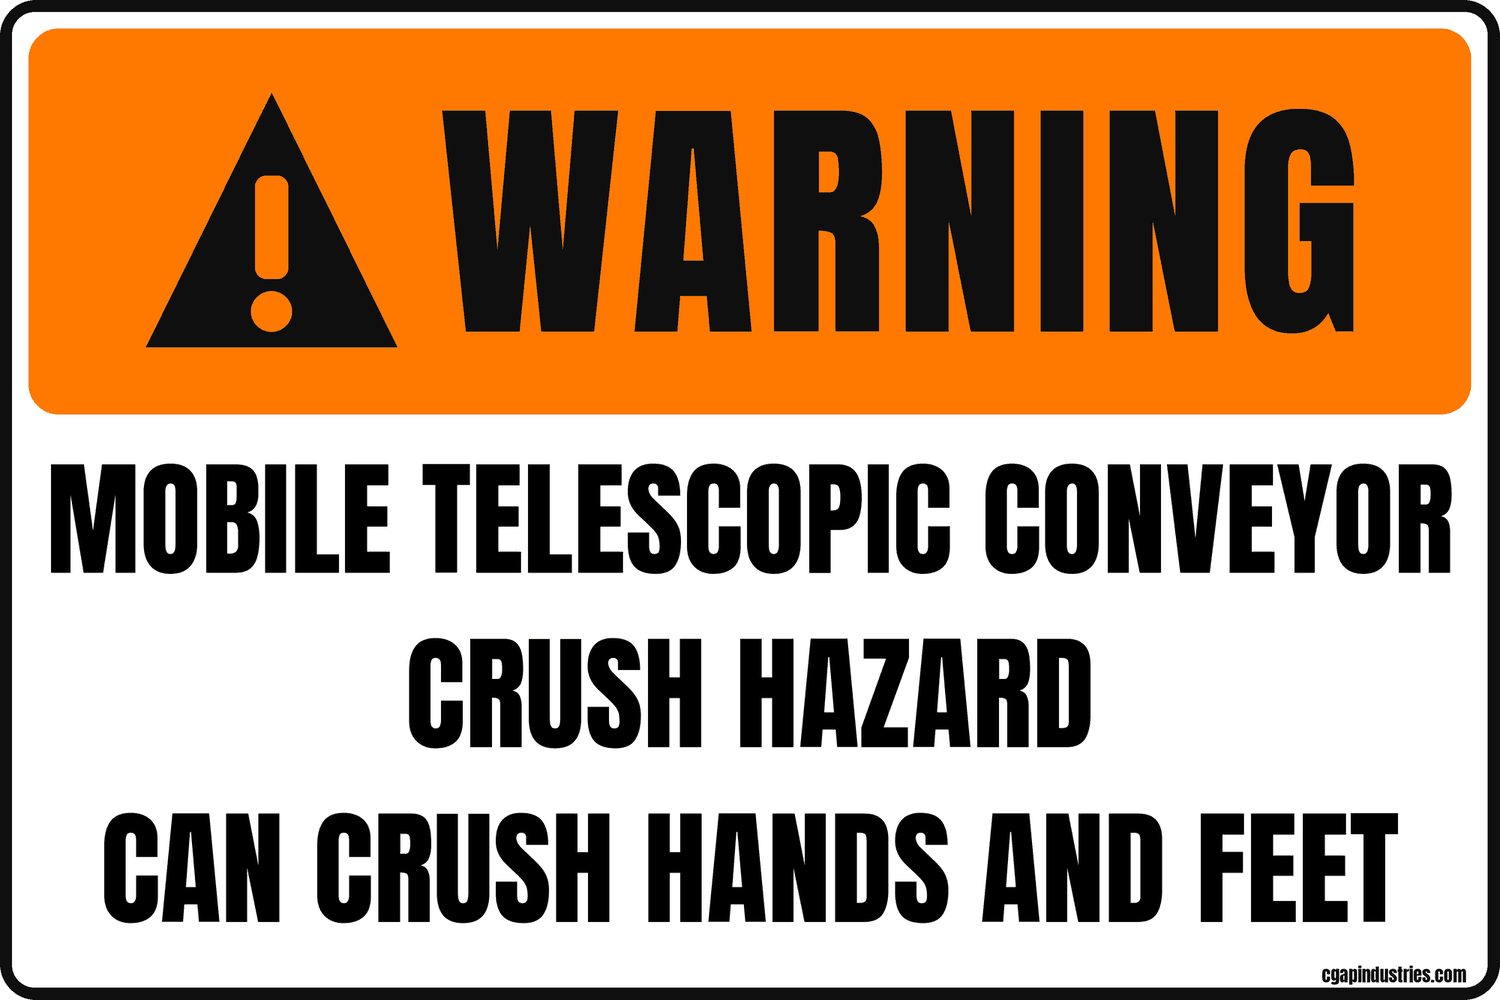 WARNING
MOBILE TELESCOPIC CONVEYOR
CRUSH HAZARD
CAN CRUSH HANDS AND FEET
cgapindustries.com